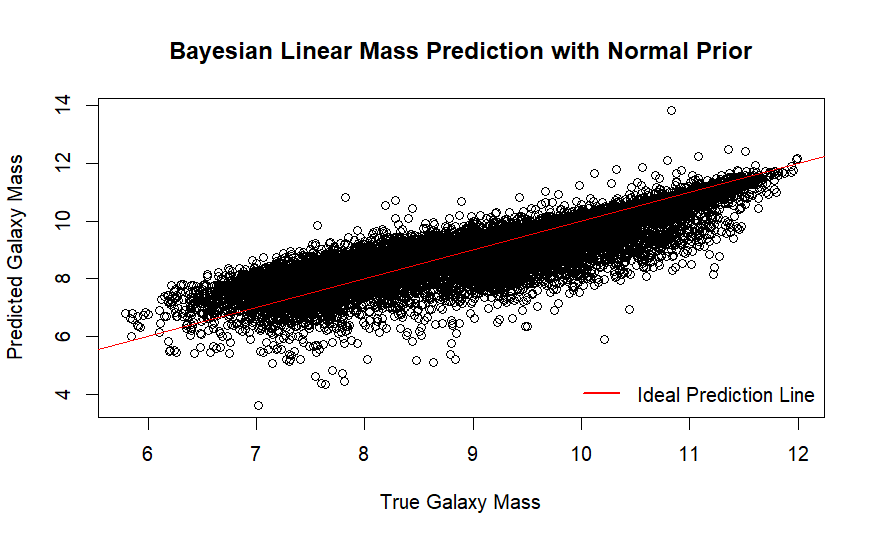 Bayesian Linear Mass Prediction with Normal Prior
Predicted Galaxy Mass
14
12
10
8
6
4
Ideal Prediction Line
6 7 8 9 10 11 12
True Galaxy Mass